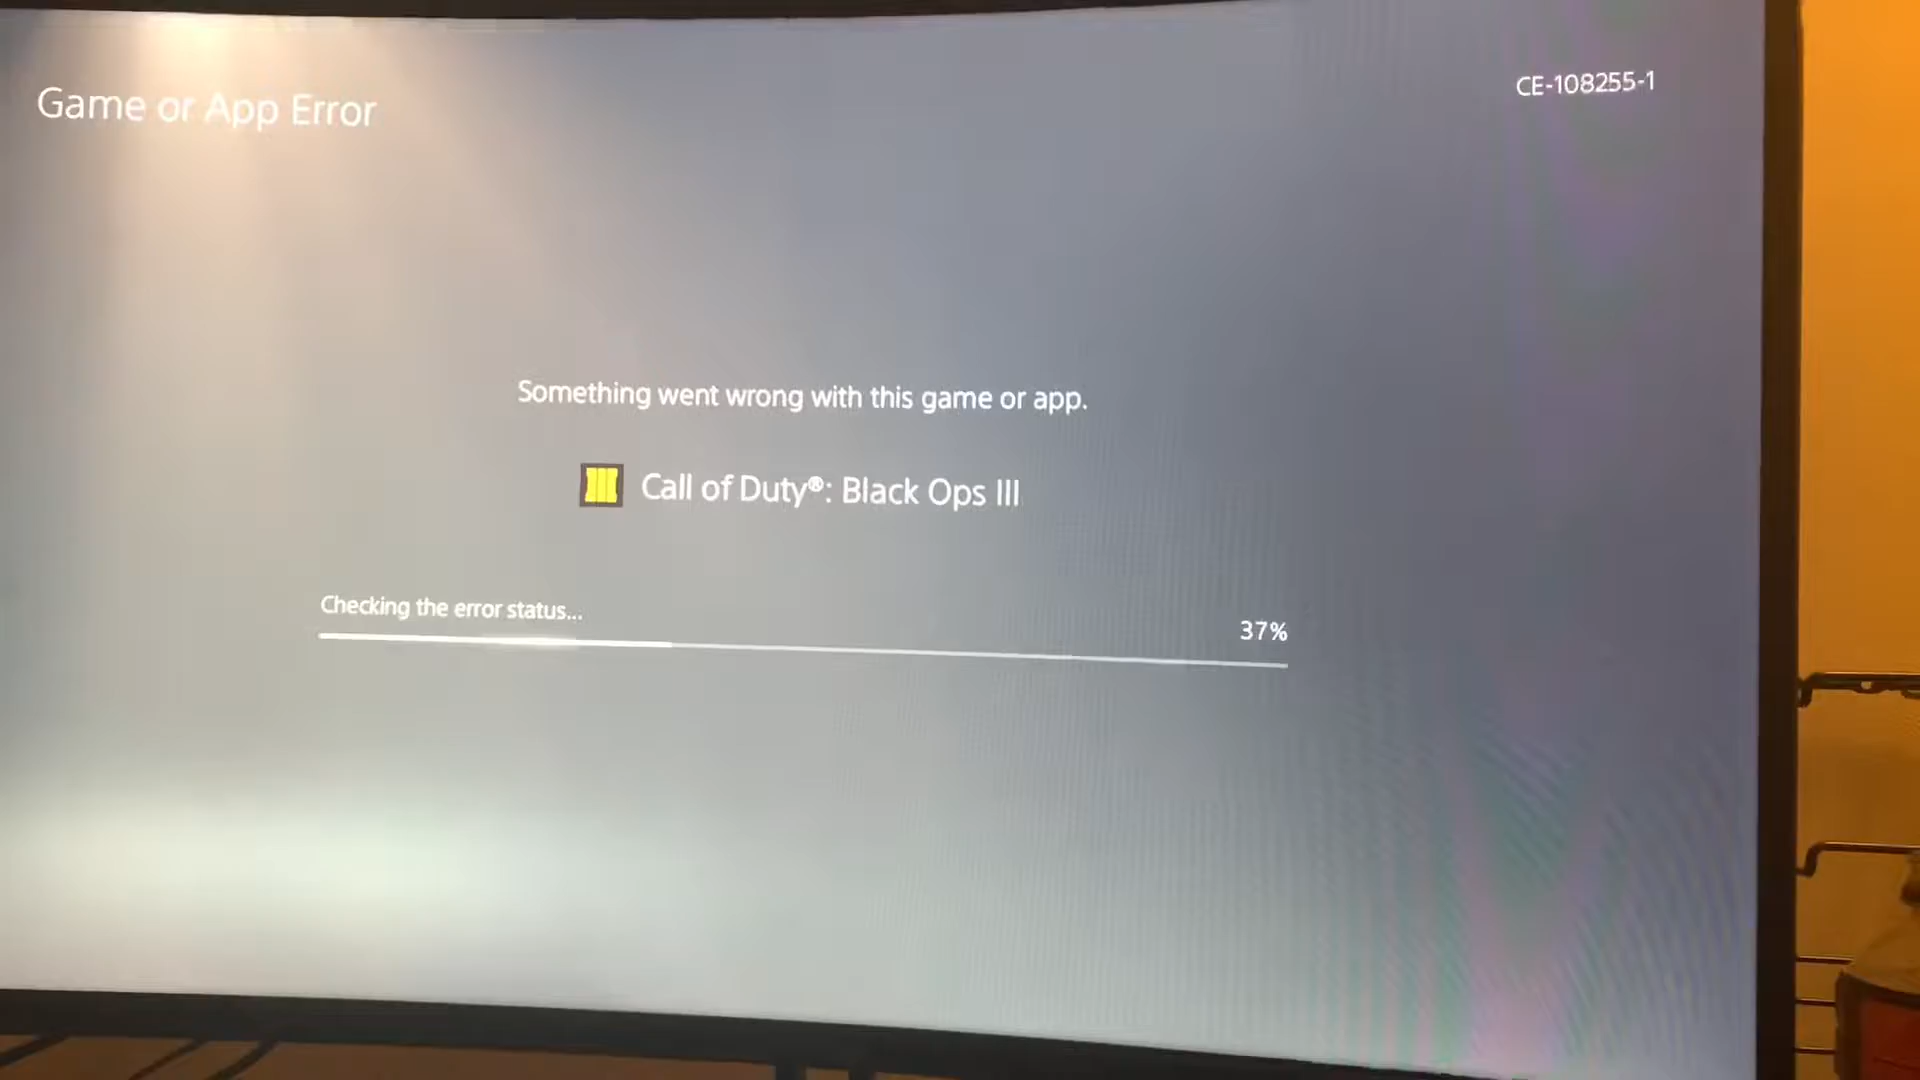 Game or App Error
CE-108255-1
Something went wrong with this game or app.
Call of Duty®: Black Ops III
Checking the error status...
37%